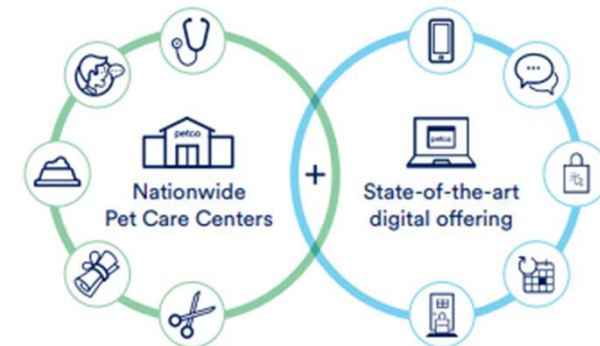 petco
Nationwide
Pet Care Centers
+
petco
State-of-the-art
digital offering